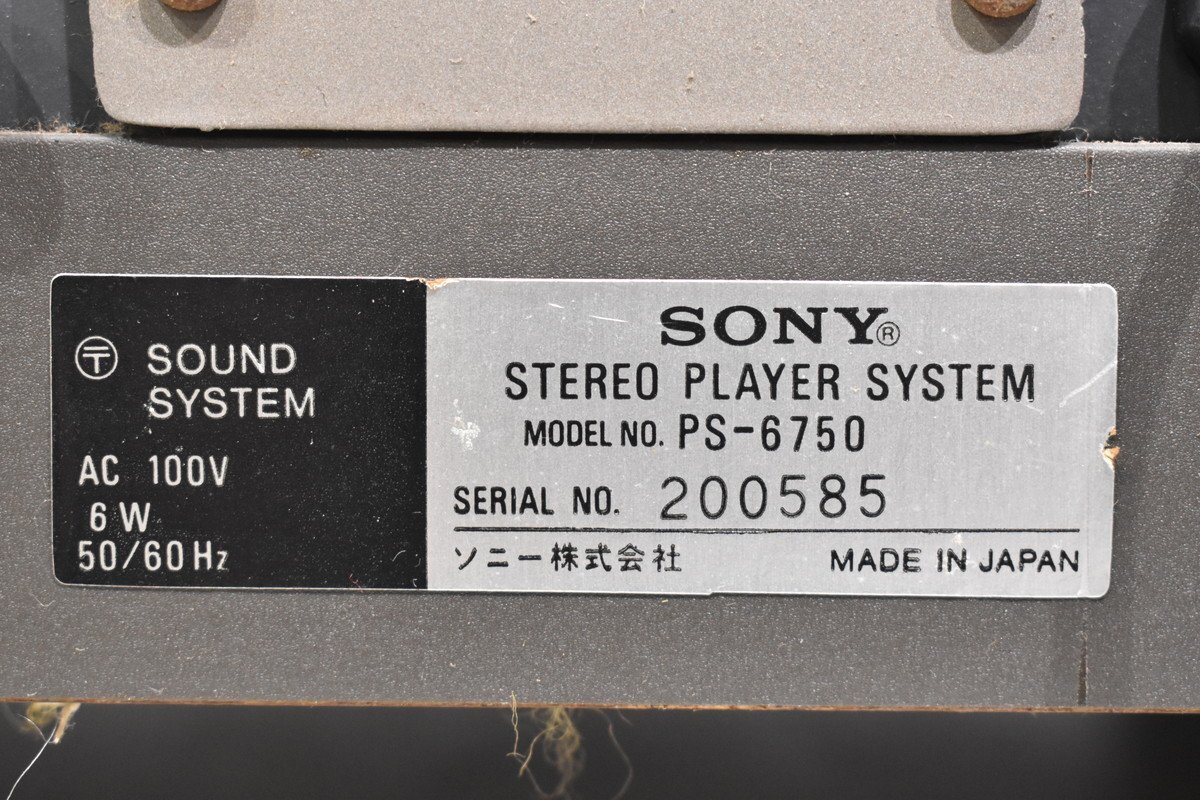 〒 SOUND
SYSTEM
AC 100V
6 W
50/60 Hz
SONY®
STEREO PLAYER SYSTEM
MODEL NO. PS-6750
SERIAL NO. 200585
ソニー株式会社 MADE IN JAPAN